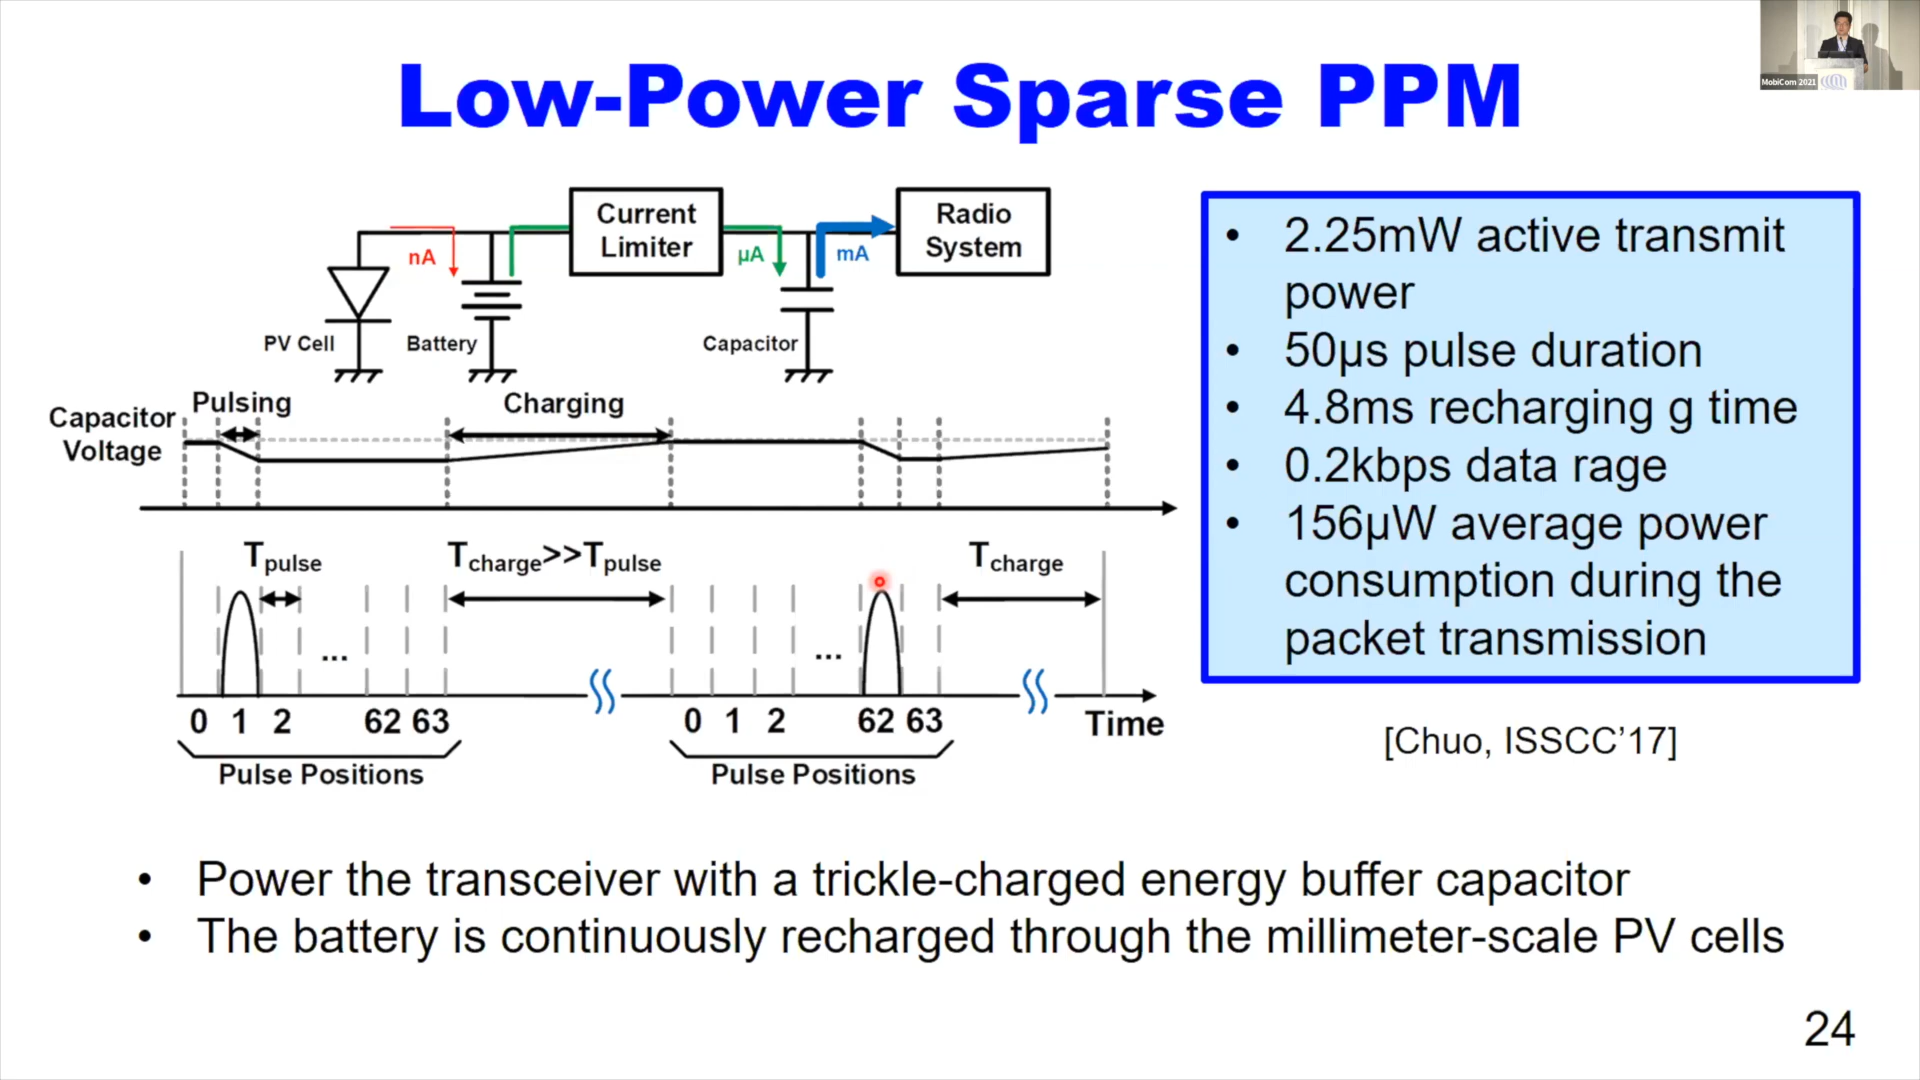 MobiCom 2021
Low-Power Sparse PPM
Current
Limiter
Radio
System
nA
µA
mA
PV Cell
Battery
Capacitor
Capacitor
Voltage
Pulsing
Charging
Tpulse
Tcharge>>Tpulse
Tcharge
...
...
0 1 2 62 63
0 1 2 62 63
Time
Pulse Positions
Pulse Positions
• 2.25mW active transmit
power
• 50µs pulse duration
• 4.8ms recharging g time
• 0.2kbps data rage
• 156µW average power
consumption during the
packet transmission
[Chuo, ISSCC’17]
• Power the transceiver with a trickle-charged energy buffer capacitor
• The battery is continuously recharged through the millimeter-scale PV cells
24